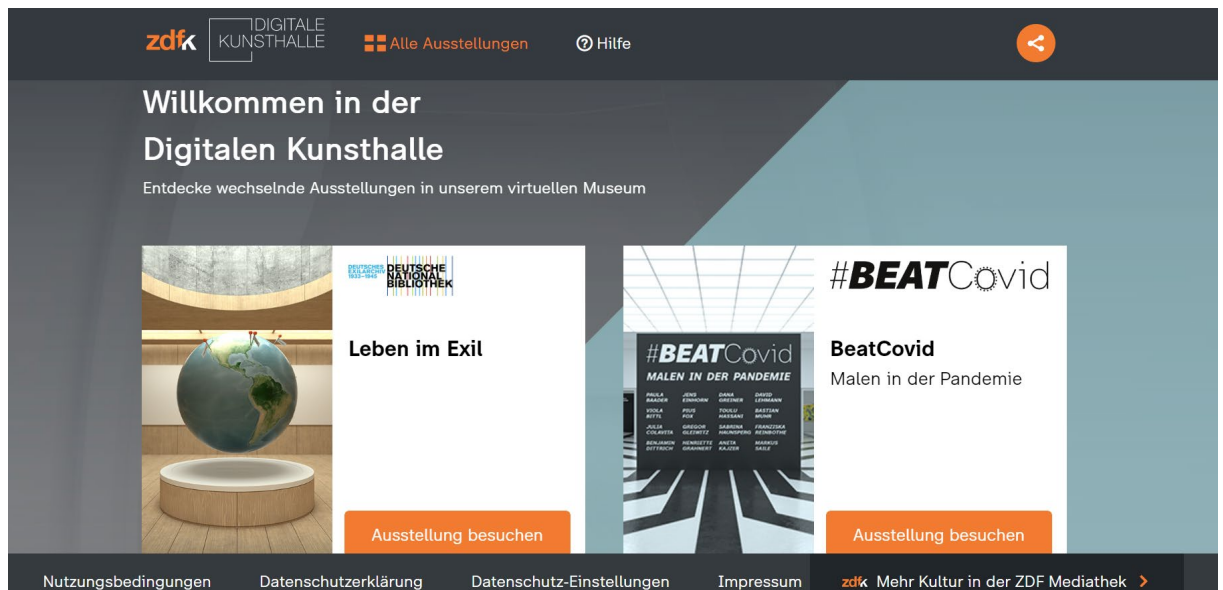 zdfk
DIGITALE
KUNSTHALLE
Alle Ausstellungen
Hilfe
Willkommen in der
Digitalen Kunsthalle
Entdecke wechselnde Ausstellungen in unserem virtuellen Museum
DEUTSCHES
EXILARCHIV
1933–1945
DEUTSCHE
NATIONAL
BIBLIOTHEK
Leben im Exil
Ausstellung besuchen
#BEATCovid
MALEN IN DER PANDEMIE
PAULA BAADER JENS EINHORN DANA GREINER DAVID LEHMANN
VIOLA BITTL PIUS FOX TOULU HASSANI BASTIAN MUHR
JULIA COLAVITA GREGOR GLEIWITZ SABRINA HAUNSPERG FRANZISKA REINBOTHE
BENJAMIN DITTRICH HENRIETTE GRAHNERT ANETA KAJZER MARKUS SAILE
#BEATCovid
BeatCovid
Malen in der Pandemie
Ausstellung besuchen
Nutzungsbedingungen
Datenschutzerklärung
Datenschutz-Einstellungen
Impressum
zdfk Mehr Kultur in der ZDF Mediathek